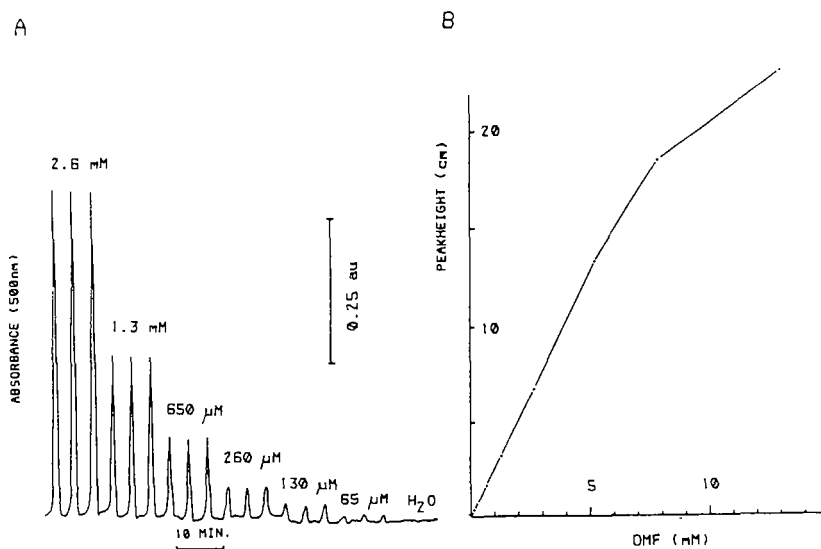 A
2.6 mM
1.3 mM
650 µM
260 µM
130 µM
65 µM
H2O
ABSORBANCE (500nm)
0.25 au
10 MIN.
B
20
10
PEAKHEIGHT (cm)
5
10
DMF (mM)